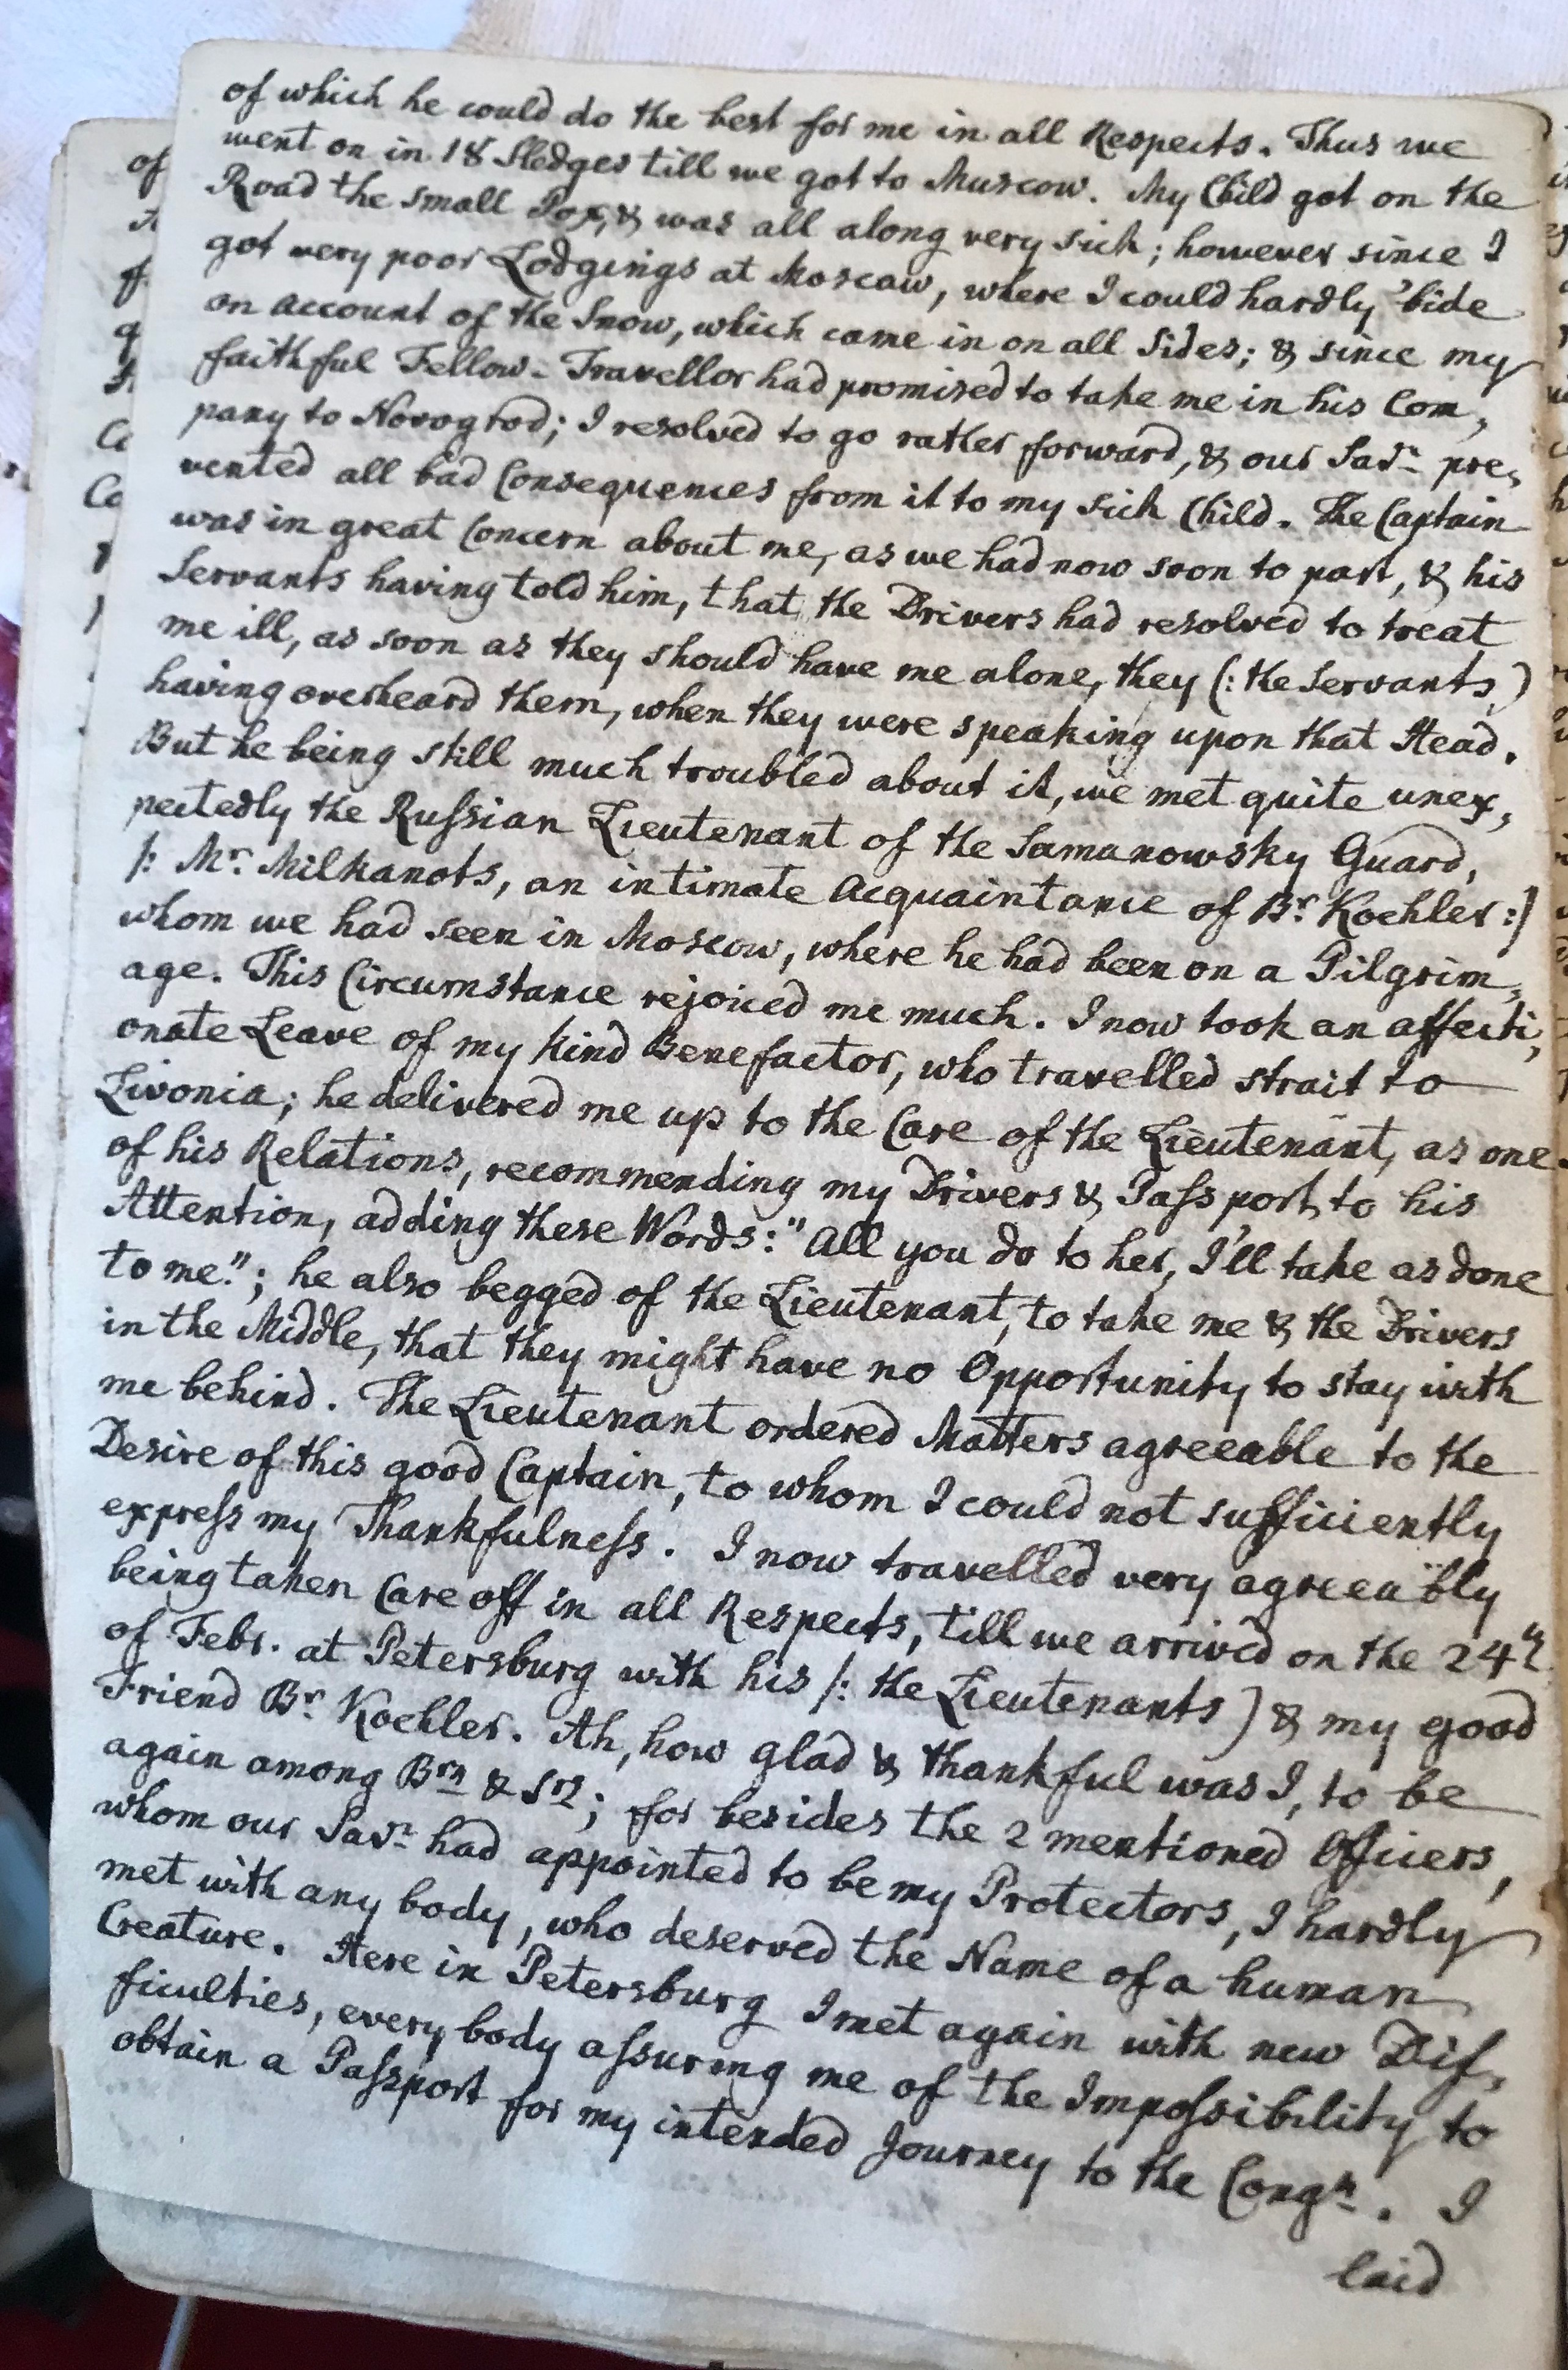 of which he could do the best for me in all Respects. Thus we
went on in 18 Sledges till we got to Muscow. My Child got on the
Road the small Pox, & was all along very sick; however since I
got very poor Lodgings at Moscaw, where I could hardly 'bide
on account of the Snow, which came in on all Sides; & since my
faithful Fellow-Travellor had promised to take me in his Com,
pany to Novogrod; I resolved to go rather forward, & our Savr. pre,
vented all bad Consequences from it to my sick Child. The Captain
was in great Concern about me, as we had now soon to part, & his
Servants having told him, that the Drivers had resolved to treat
me ill, as soon as they should have me alone, they (: the Servants,)
having overheard them, when they were speaking upon that Head.
But he being still much troubled about it, we met quite unex,
pectedly the Ruſsian Lieutenant of the Samanowsky Guard,
/: Mr. Milkanots, an intimate Acquaintance of Br. Koehler :/
whom we had seen in Moscow, where he had been on a Pilgrim,
age. This Circumstance rejoiced me much. I now took an affecti,
onate Leave of my kind Benefactor, who travelled strait to
Livonia; he delivered me up to the Care of the Lieutenant, as one
of his Relations, recommending my Drivers & Paſsport, to his
Attention, adding these Words: "All you do to her, I'll take as done
to me."; he also begged of the Lieutenant, to take me & the Drivers
in the Middle, that they might have no Opportunity to stay with
me behind. The Lieutenant ordered Matters agreeable to the
Desire of this good Captain, to whom I could not sufficiently
expreſs my Thankfulneſs. I now travelled very agreeably
being taken Care off in all Respects, till we arrived on the 24th
of Febr. at Petersburg with his /: the Lieutenants ) & my good
Friend Br. Koehler. Ah, how glad & thankful was I, to be
again among Brn & Srs; for besides the 2 mentioned Officers,
whom our Savr. had appointed to be my Protectors, I hardly
met with any body, who deserved the Name of a human
Creature. Here in Petersburg I met again with new Dif,
ficulties, every body aſsuring me of the Impoſsibility to
obtain a Paſsport for my intended Journey to the Congn. I
laid